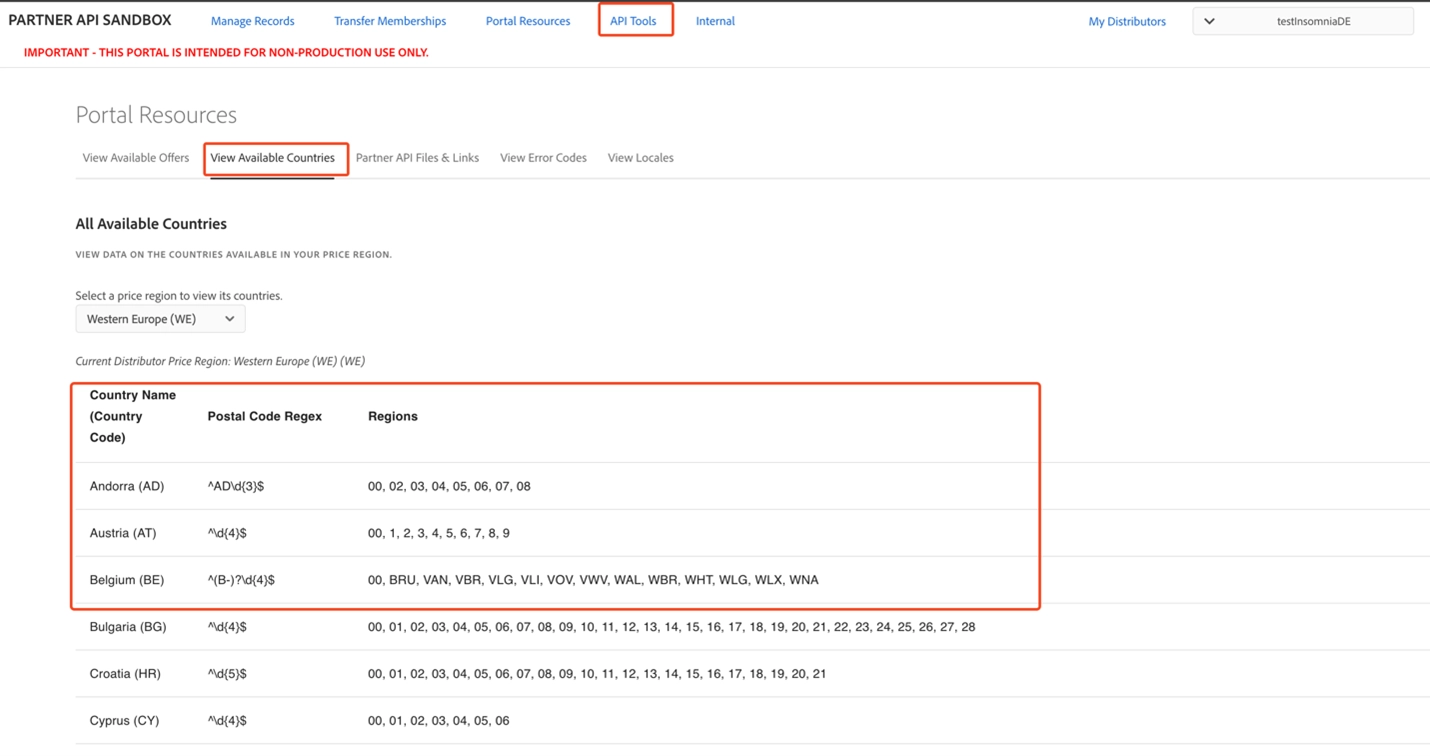 PARTNER API SANDBOX Manage Records Transfer Memberships Portal Resources API Tools Internal My Distributors testInsomniaDE
IMPORTANT - THIS PORTAL IS INTENDED FOR NON-PRODUCTION USE ONLY.
Portal Resources
View Available Offers View Available Countries Partner API Files & Links View Error Codes View Locales
All Available Countries
VIEW DATA ON THE COUNTRIES AVAILABLE IN YOUR PRICE REGION.
Select a price region to view its countries.
Western Europe (WE)
Current Distributor Price Region: Western Europe (WE) (WE)
Country Name
(Country Postal Code Regex Regions
Code)
Andorra (AD) ^AD\d{3}$ 00, 02, 03, 04, 05, 06, 07, 08
Austria (AT) ^\d{4}$ 00, 1, 2, 3, 4, 5, 6, 7, 8, 9
Belgium (BE) ^(B-)?\d{4}$ 00, BRU, VAN, VBR, VLG, VLI, VOV, VWV, WAL, WBR, WHT, WLG, WLX, WNA
Bulgaria (BG) ^\d{4}$ 00, 01, 02, 03, 04, 05, 06, 07, 08, 09, 10, 11, 12, 13, 14, 15, 16, 17, 18, 19, 20, 21, 22, 23, 24, 25, 26, 27, 28
Croatia (HR) ^\d{5}$ 00, 01, 02, 03, 04, 05, 06, 07, 08, 09, 10, 11, 12, 13, 14, 15, 16, 17, 18, 19, 20, 21
Cyprus (CY) ^\d{4}$ 00, 01, 02, 03, 04, 05, 06